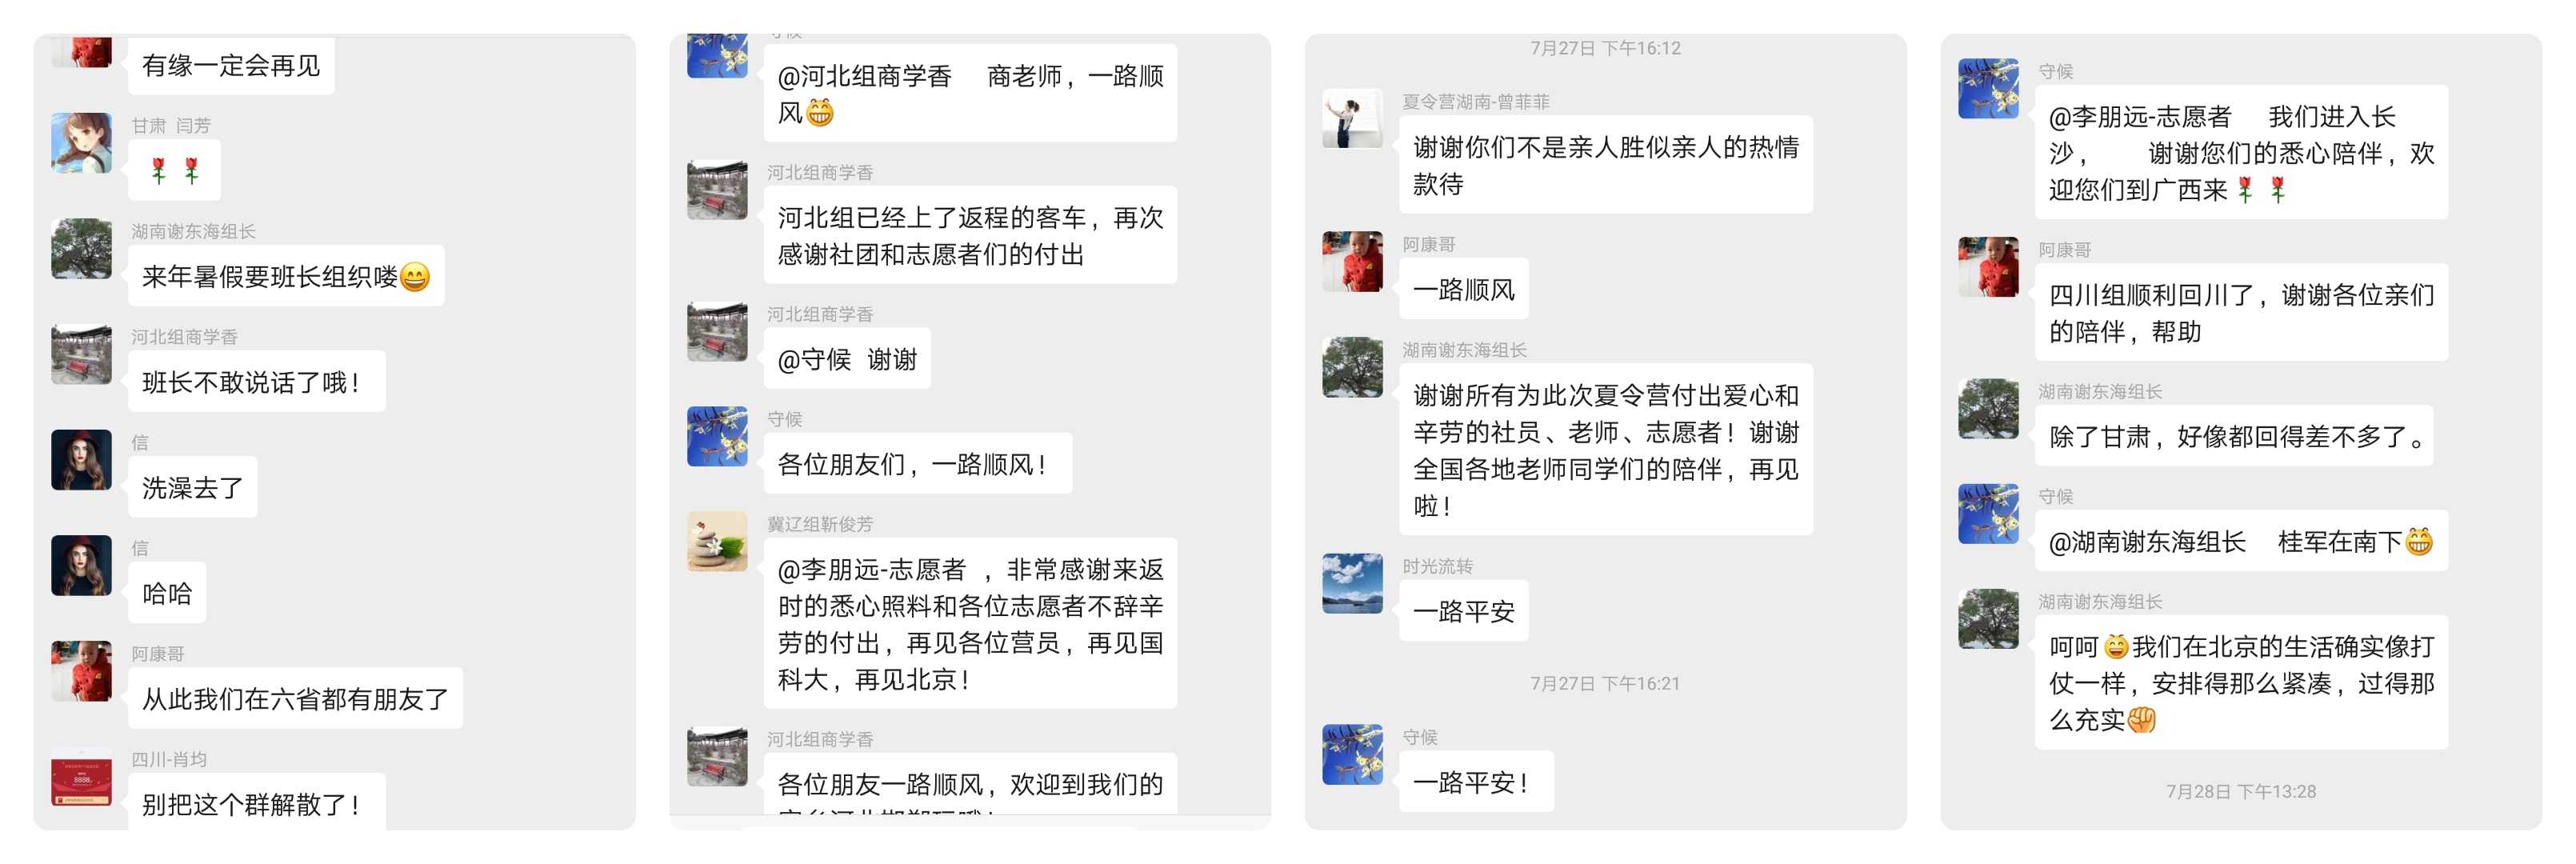 有缘一定会再见
甘肃 闫芳
湖南谢东海组长
来年暑假要班长组织喽
河北组商学香
班长不敢说话了哦！
信
洗澡去了
信
哈哈
阿康哥
从此我们在六省都有朋友了
四川-肖均
别把这个群解散了！
守候
@河北组商学香 商老师，一路顺
风
河北组商学香
河北组已经上了返程的客车，再次
感谢社团和志愿者们的付出
河北组商学香
@守候 谢谢
守候
各位朋友们，一路顺风！
冀辽组靳俊芳
@李朋远-志愿者 ，非常感谢来返
时的悉心照料和各位志愿者不辞辛
劳的付出，再见各位营员，再见国
科大，再见北京！
河北组商学香
各位朋友一路顺风，欢迎到我们的
7月27日 下午16:12
夏令营湖南-曾菲菲
谢谢你们不是亲人胜似亲人的热情
款待
阿康哥
一路顺风
湖南谢东海组长
谢谢所有为此次夏令营付出爱心和
辛劳的社员、老师、志愿者！谢谢
全国各地老师同学们的陪伴，再见
啦！
时光流转
一路平安
7月27日 下午16:21
守候
一路平安！
守候
@李朋远-志愿者 我们进入长
沙， 谢谢您们的悉心陪伴，欢
迎您们到广西来
阿康哥
四川组顺利回川了，谢谢各位亲们
的陪伴，帮助
湖南谢东海组长
除了甘肃，好像都回得差不多了。
守候
@湖南谢东海组长 桂军在南下
湖南谢东海组长
呵呵我们在北京的生活确实像打
仗一样，安排得那么紧凑，过得那
么充实
7月28日 下午13:28